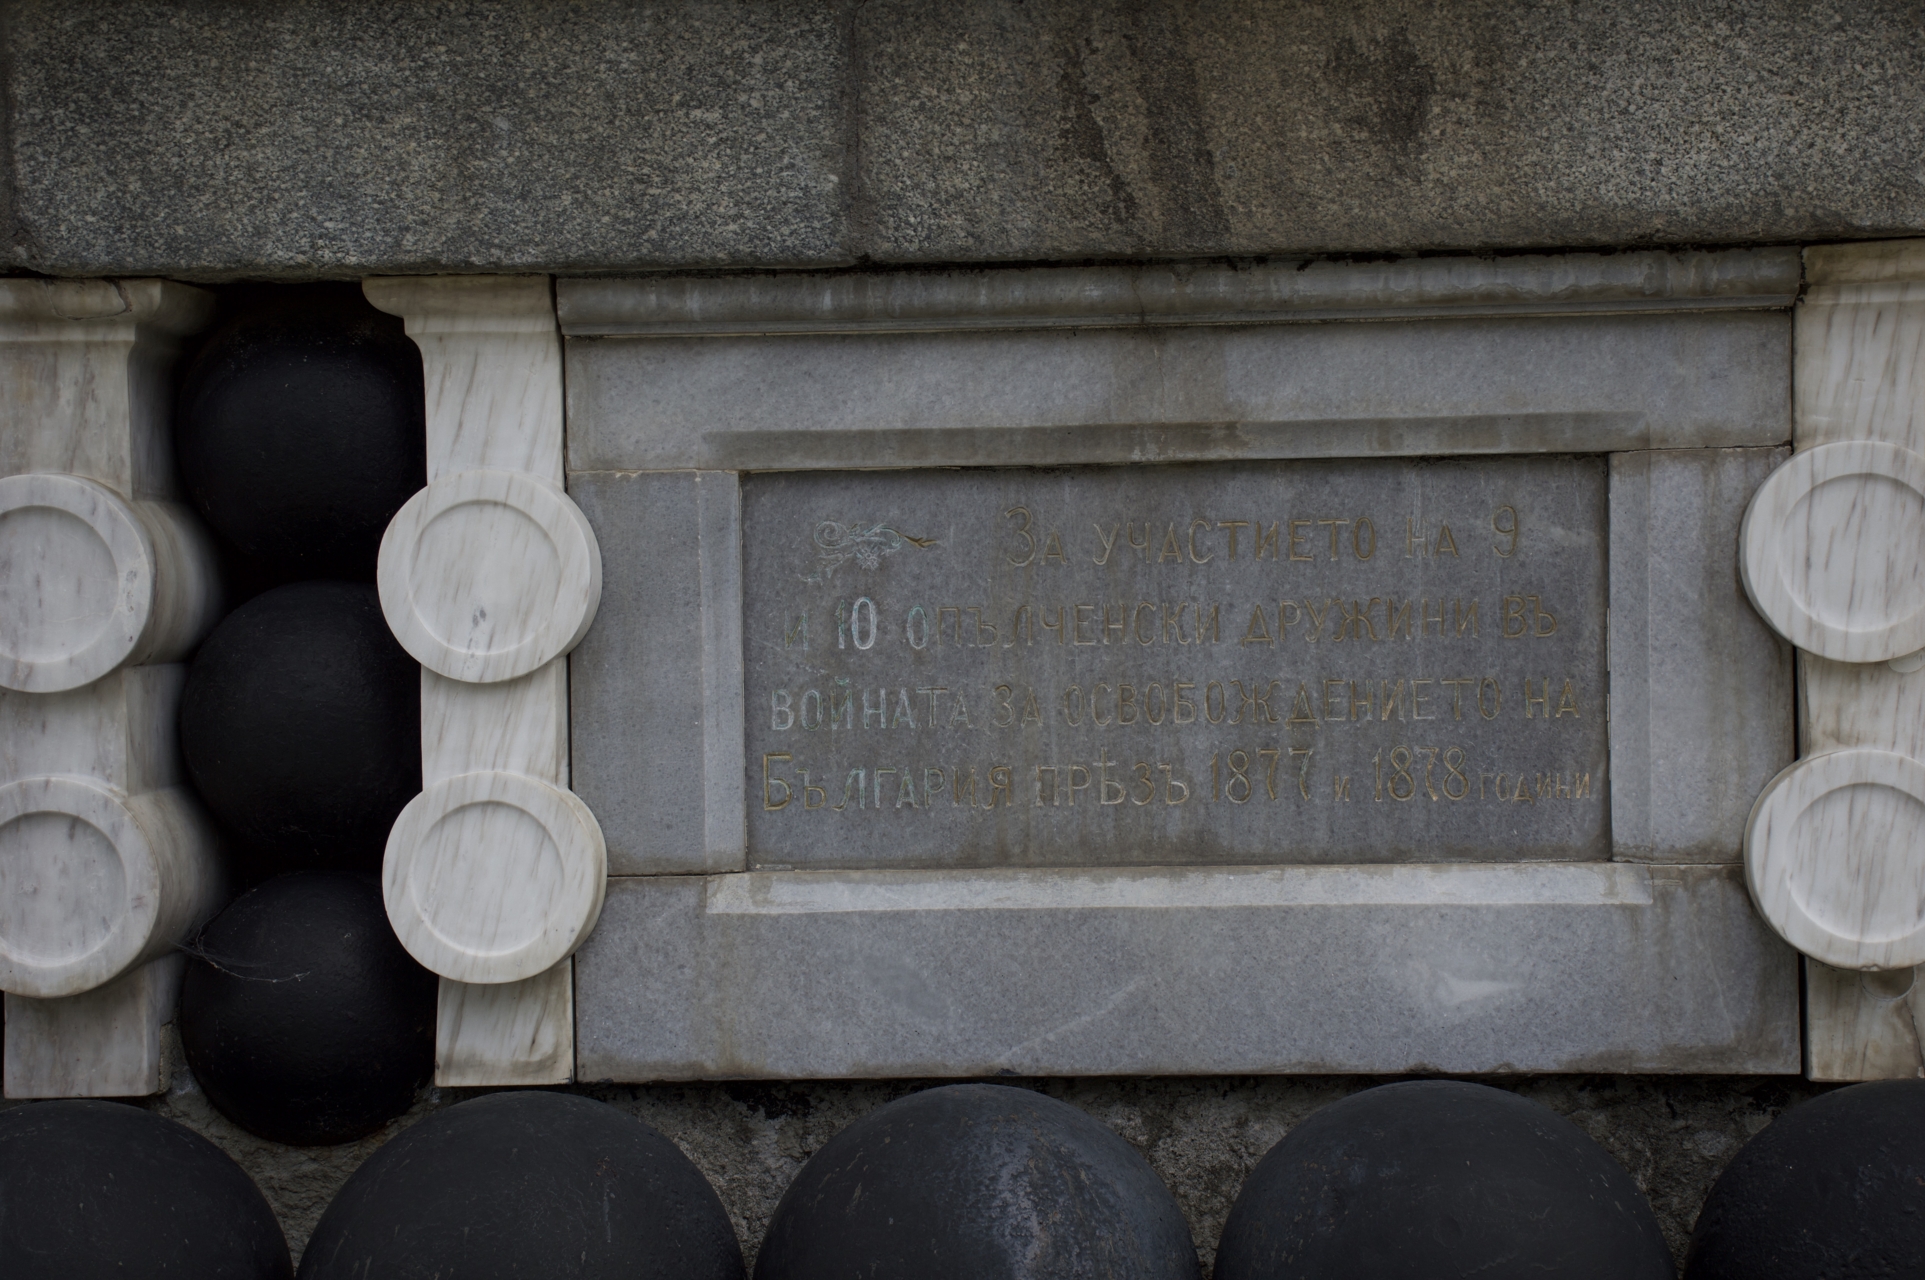 За участието на 9
и 10 опълченски дружини въ
войната за освобождението на
България прѣзъ 1877 и 1878 години